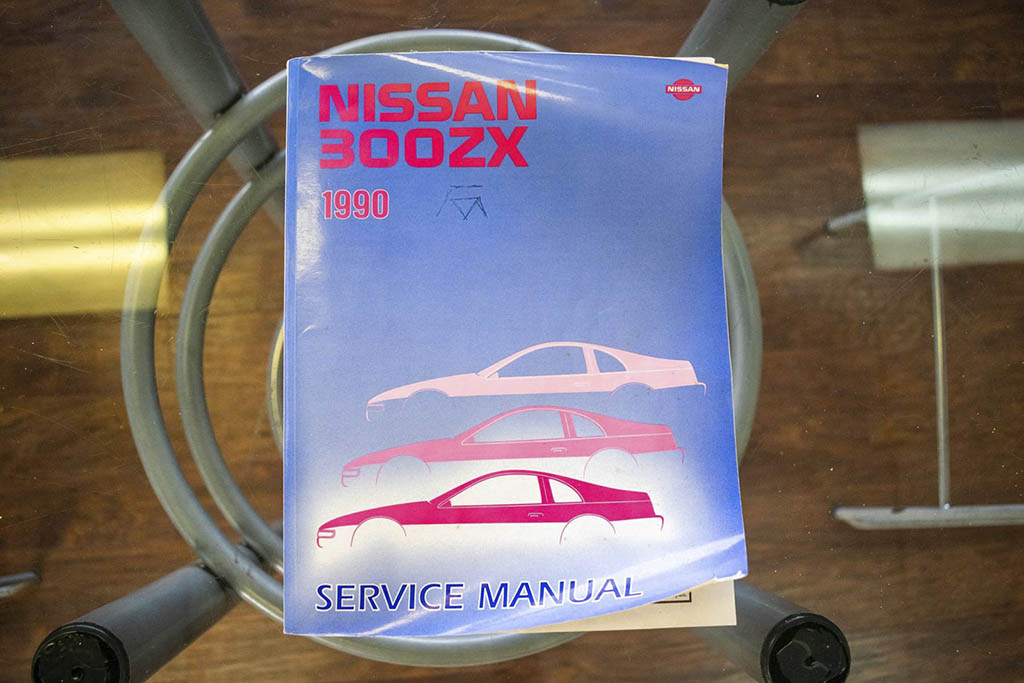 NISSAN
300ZX
NISSAN
1990
SERVICE MANUAL